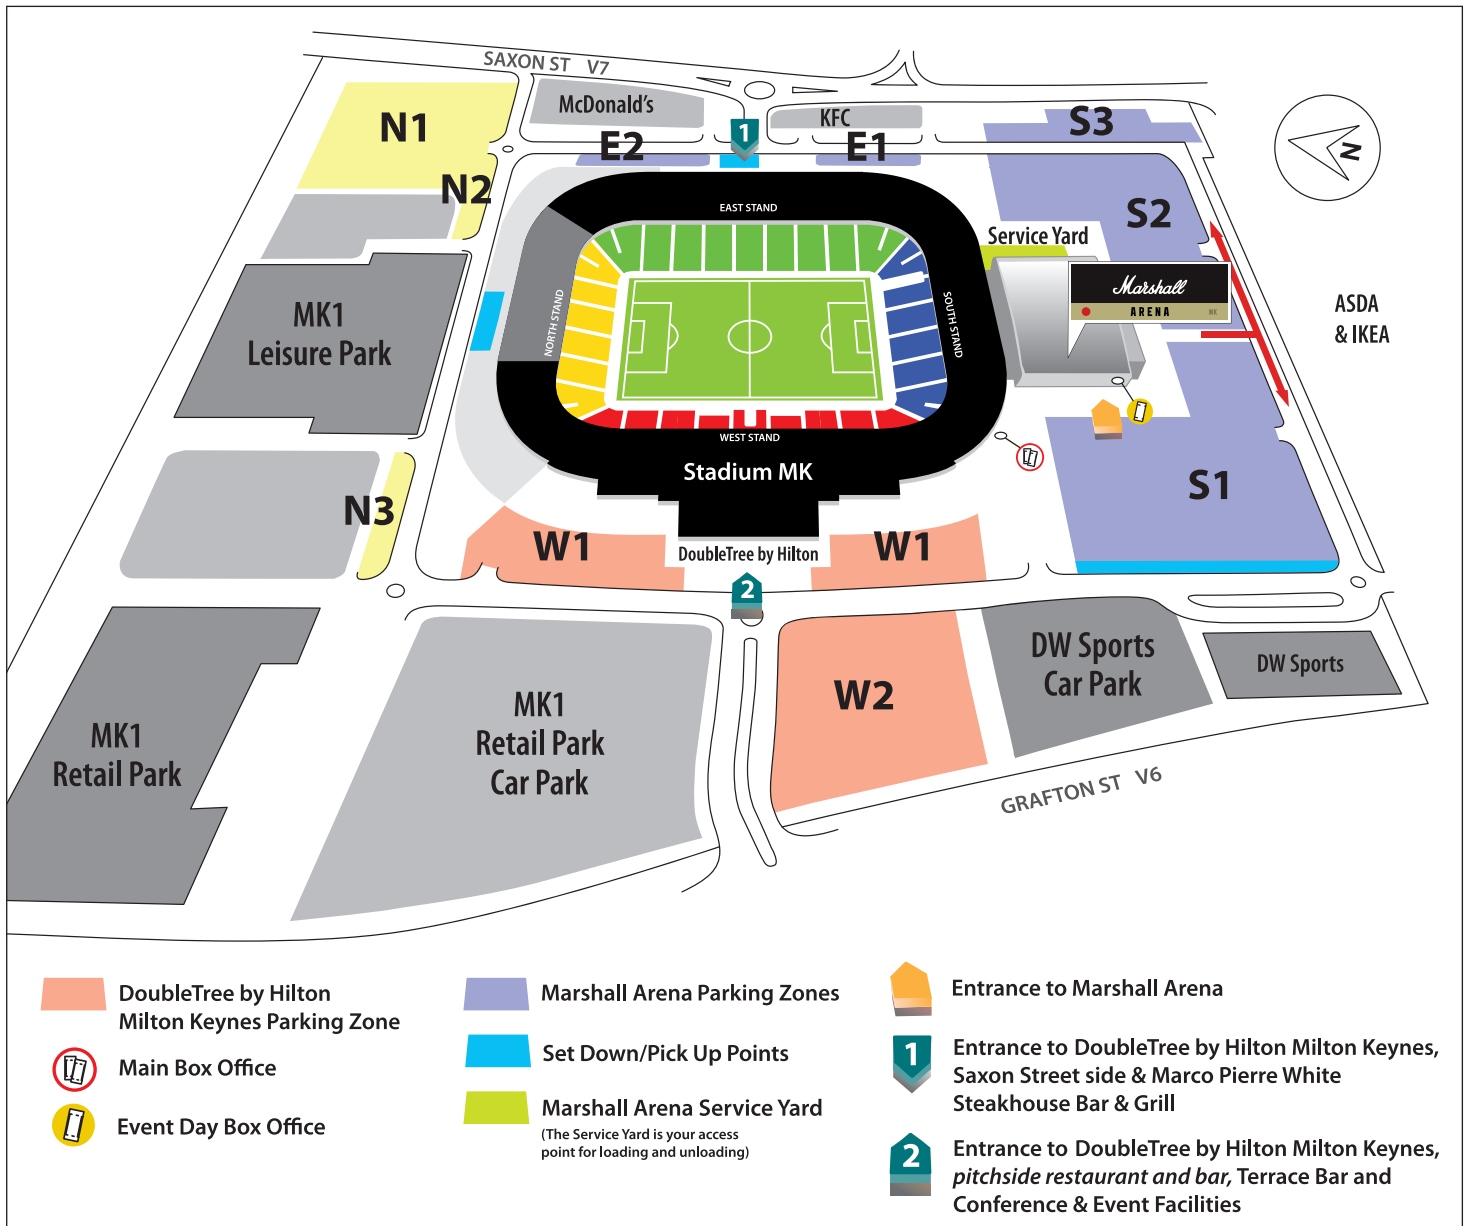 SAXON ST V7
McDonald's
KFC
N1
N2
N3
E2
E1
1
S3
S2
S1
N
EAST STAND
NORTH STAND
SOUTH STAND
WEST STAND
Stadium MK
Service Yard
Marshall
ARENA
MK
ASDA
& IKEA
MK1
Leisure Park
W1
DoubleTree by Hilton
W1
2
W2
DW Sports
Car Park
DW Sports
MK1
Retail Park
MK1
Retail Park
Car Park
GRAFTON ST V6
DoubleTree by Hilton
Milton Keynes Parking Zone
Main Box Office
Event Day Box Office
Marshall Arena Parking Zones
Set Down/Pick Up Points
Marshall Arena Service Yard
(The Service Yard is your access
point for loading and unloading)
Entrance to Marshall Arena
1
Entrance to DoubleTree by Hilton Milton Keynes,
Saxon Street side & Marco Pierre White
Steakhouse Bar & Grill
2
Entrance to DoubleTree by Hilton Milton Keynes,
pitchside restaurant and bar, Terrace Bar and
Conference & Event Facilities